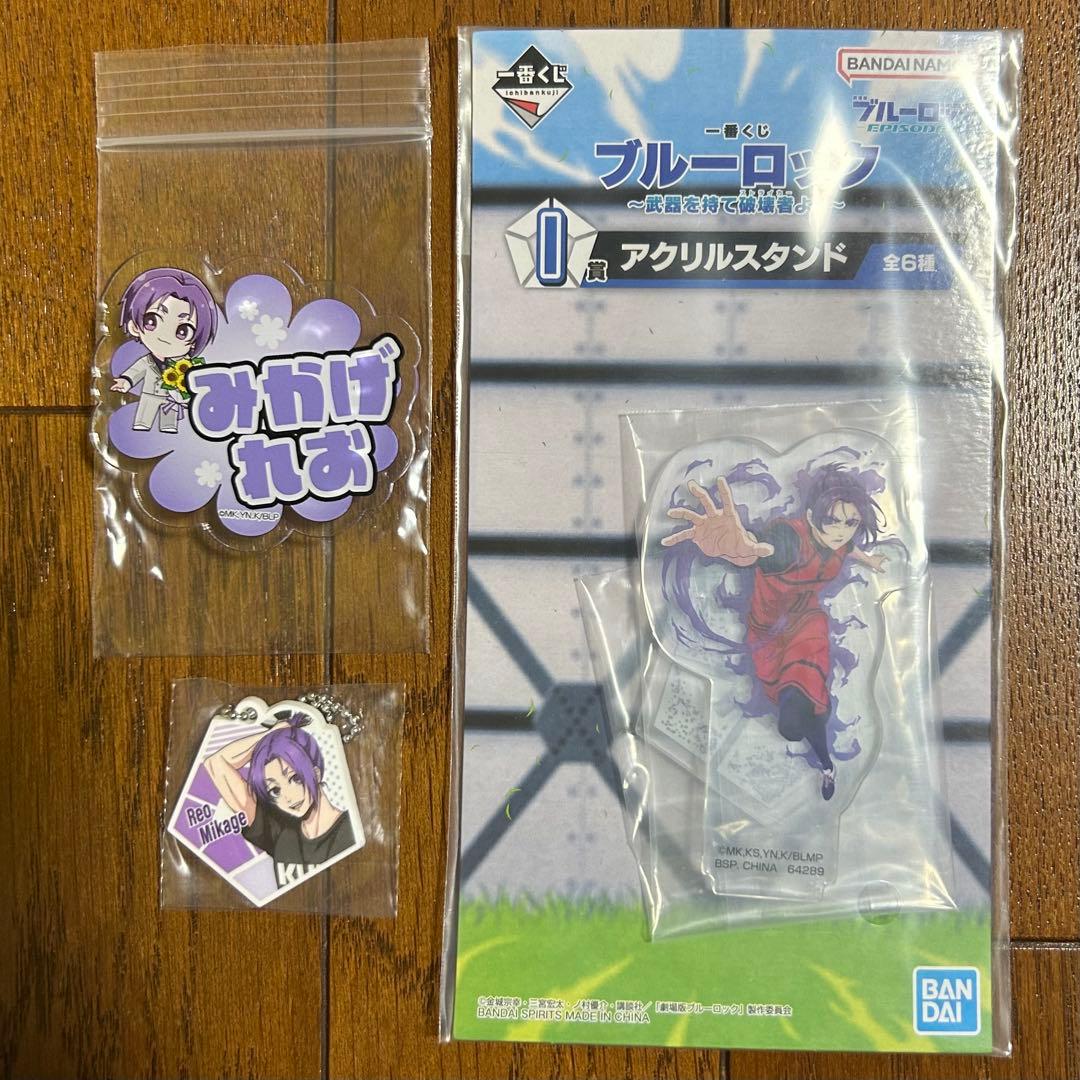 みかげ
れお
©MK,YN,K/BLP
Reo
Mikage
一番くじ
ichibankuji
BANDAI NAM
ブルーロッ
EPISODE
一番くじ
ブルーロック
ストライカー
～武器を持て破壊者よ～
I賞 アクリルスタンド 全6種
©MK,KS,YN,K/BLMP
BSP, CHINA 64289
©金城宗幸・三宮宏太・ノ村優介・講談社／「劇場版ブルーロック」製作委員会
BANDAI SPIRITS MADE IN CHINA
BAN
DAI